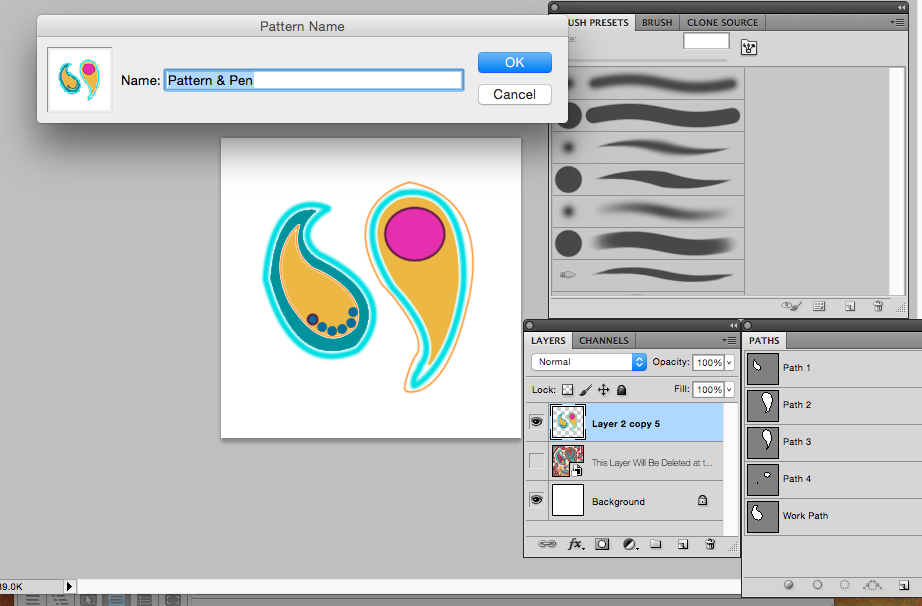 Pattern Name
Name: Pattern & Pen
OK
Cancel
USH PRESETS
BRUSH
CLONE SOURCE
LAYERS
CHANNELS
Normal
Opacity: 100%
Lock:
Fill: 100%
Layer 2 copy 5
This Layer Will Be Deleted at t...
Background
PATHS
Path 1
Path 2
Path 3
Path 4
Work Path
39.0K